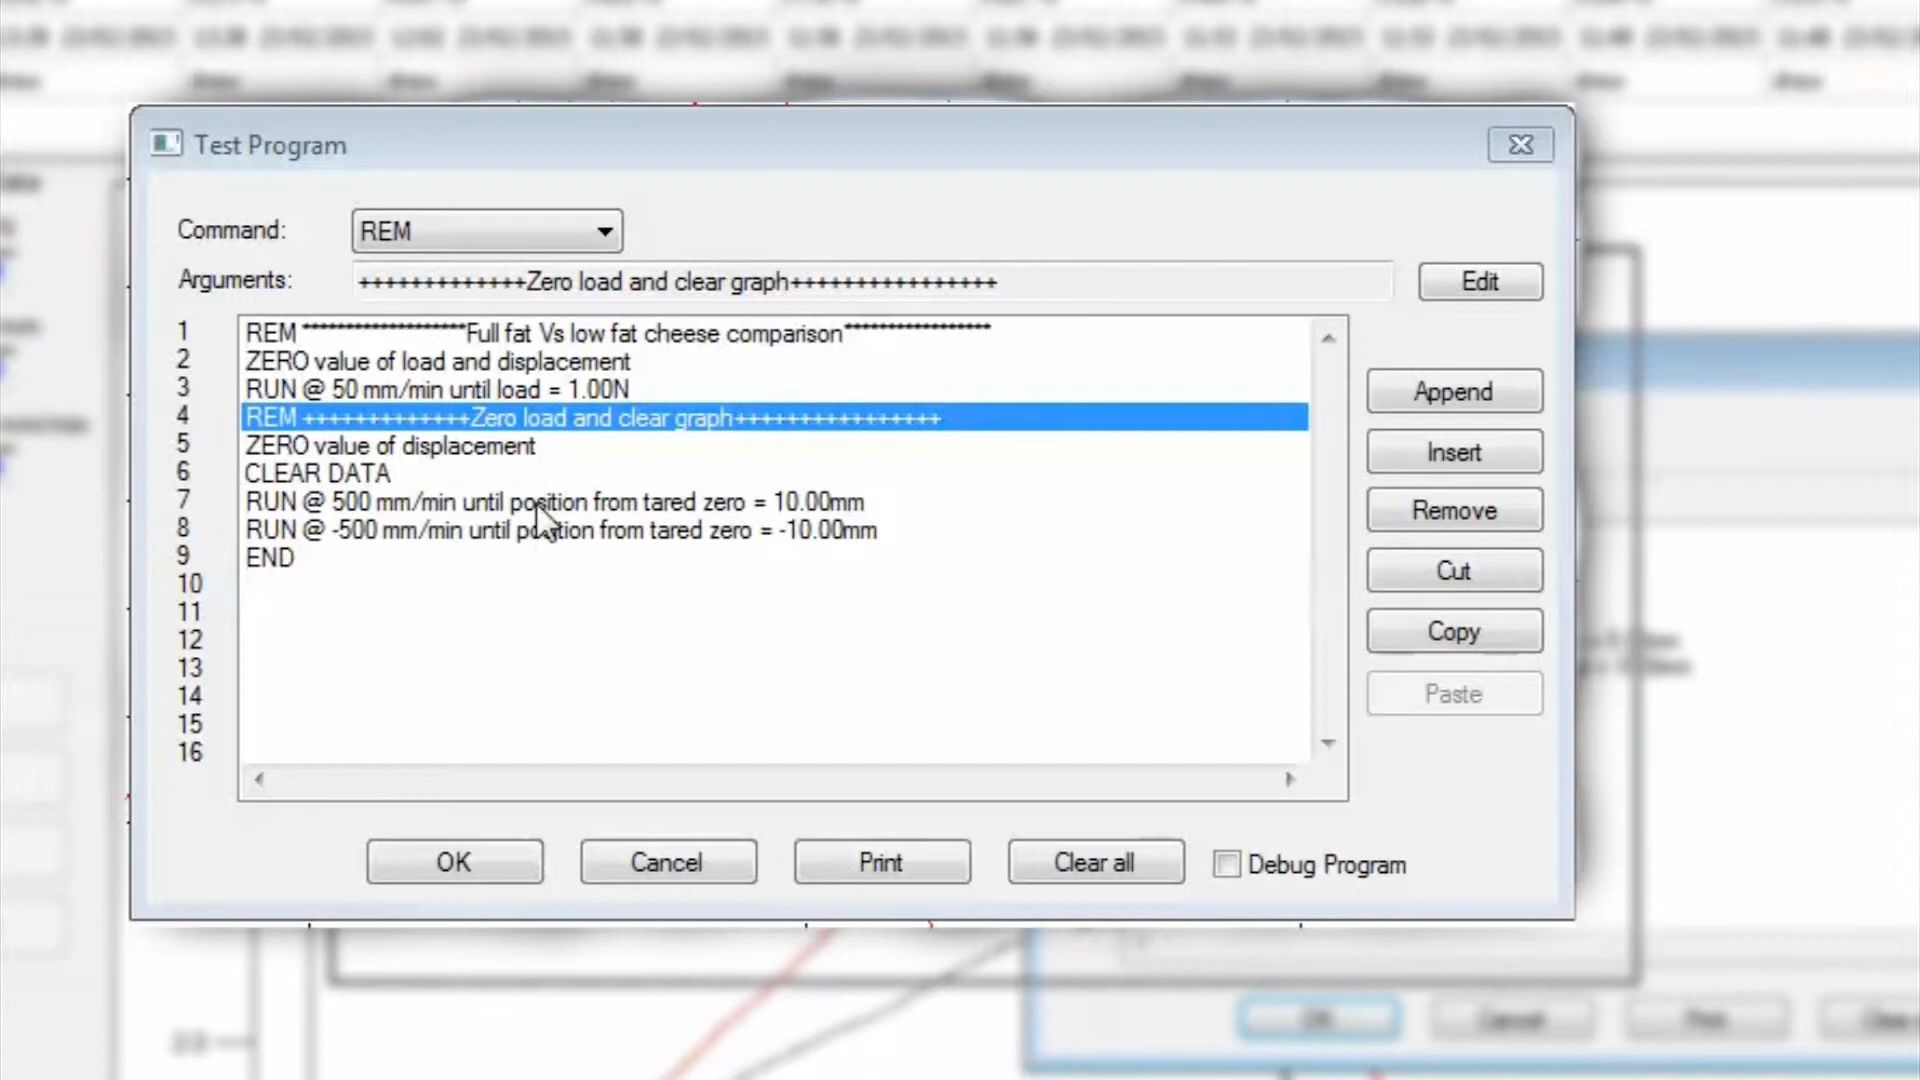 Test Program
Command: REM
Arguments: +++++++++++++Zero load and clear graph++++++++++++++++ Edit
1 REM *******************Full fat Vs low fat cheese comparison*****************
2 ZERO value of load and displacement
3 RUN @ 50 mm/min until load = 1.00N
4 REM +++++++++++++Zero load and clear graph++++++++++++++++
5 ZERO value of displacement
6 CLEAR DATA
7 RUN @ 500 mm/min until position from tared zero = 10.00mm
8 RUN @ -500 mm/min until position from tared zero = -10.00mm
9 END
10
11
12
13
14
15
16
Append
Insert
Remove
Cut
Copy
Paste
OK Cancel Print Clear all Debug Program